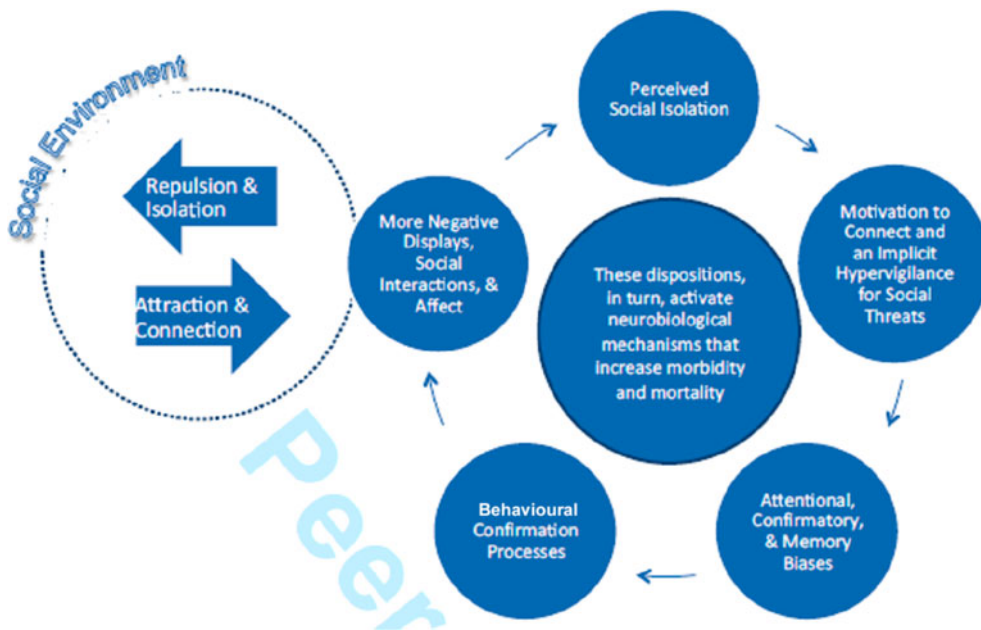 Social Environment
Repulsion &
Isolation
Attraction &
Connection
Perceived
Social Isolation
Motivation to
Connect and
an Implicit
Hypervigilance
for Social
Threats
Attentional,
Confirmatory,
& Memory
Biases
Behavioural
Confirmation
Processes
More Negative
Displays,
Social
Interactions, &
Affect
These dispositions,
in turn, activate
neurobiological
mechanisms that
increase morbidity
and mortality
Peer